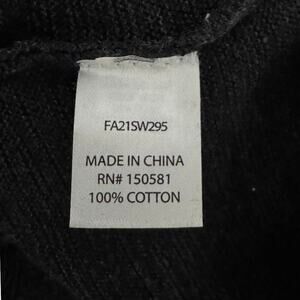 FA21SW295
MADE IN CHINA
RN# 150581
100% COTTON